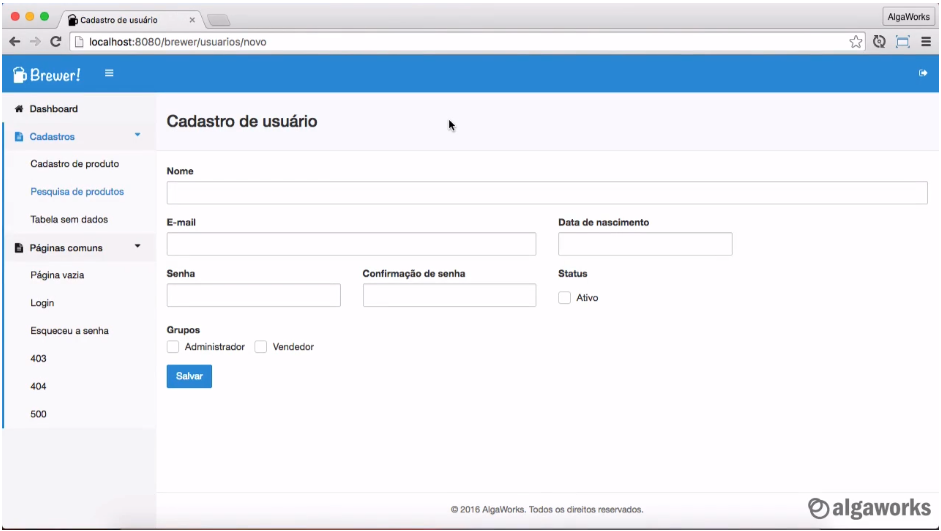 Cadastro de usuário
AlgaWorks
localhost:8080/brewer/usuarios/novo
Brewer!
Dashboard
Cadastros
Cadastro de produto
Pesquisa de produtos
Tabela sem dados
Páginas comuns
Página vazia
Login
Esqueceu a senha
403
404
500
Cadastro de usuário
Nome
E-mail Data de nascimento
Senha Confirmação de senha Status
Ativo
Grupos
Administrador Vendedor
Salvar
© 2016 AlgaWorks. Todos os direitos reservados.
algaworks